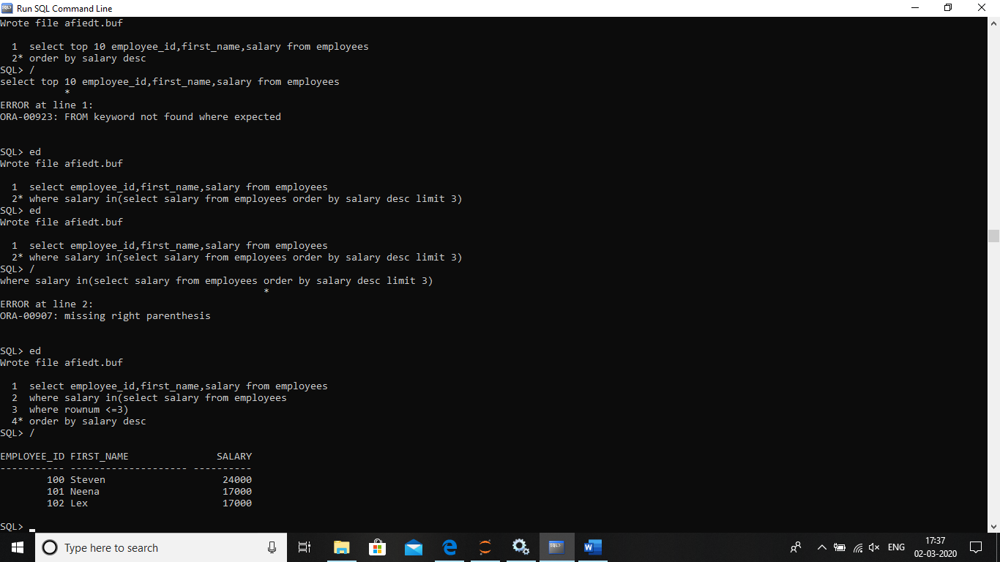 Run SQL Command Line
Wrote file afiedt.buf
1 select top 10 employee_id,first_name,salary from employees
2* order by salary desc
SQL> /
select top 10 employee_id,first_name,salary from employees
*
ERROR at line 1:
ORA-00923: FROM keyword not found where expected
SQL> ed
Wrote file afiedt.buf
1 select employee_id,first_name,salary from employees
2* where salary in(select salary from employees order by salary desc limit 3)
SQL> ed
Wrote file afiedt.buf
1 select employee_id,first_name,salary from employees
2* where salary in(select salary from employees order by salary desc limit 3)
SQL> /
where salary in(select salary from employees order by salary desc limit 3)
*
ERROR at line 2:
ORA-00907: missing right parenthesis
SQL> ed
Wrote file afiedt.buf
1 select employee_id,first_name,salary from employees
2 where salary in(select salary from employees
3 where rownum <=3)
4* order by salary desc
SQL> /
EMPLOYEE_ID FIRST_NAME SALARY
----------- -------------------- ----------
100 Steven 24000
101 Neena 17000
102 Lex 17000
SQL>
Type here to search
ENG
17:37
02-03-2020